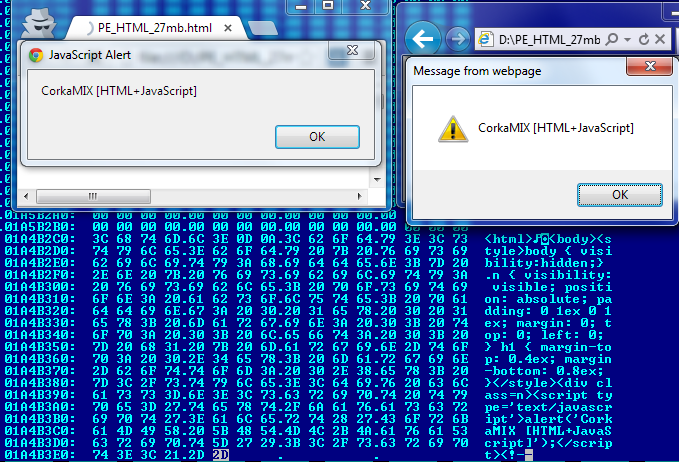 PE_HTML_27mb.html
JavaScript Alert
CorkaMIX [HTML+JavaScript]
OK
D:\PE_HTML_27mb
Message from webpage
CorkaMIX [HTML+JavaScript]
OK
01A5B2B0: 00 00 00 00.00 00 00 00.00 00 00 00.00 00 00 00
01A4B2C0: 3C 68 74 6D.6C 3E 0D 0A.3C 62 6F 64.79 3E 3C 73 <html>♪◙<body><s
01A4B2D0: 74 79 6C 65.3E 62 6F 64.79 20 7B 20.76 69 73 69 tyle>body { visi
01A4B2E0: 62 69 6C 69.74 79 3A 68.69 64 64 65.6E 3B 7D 20 bility:hidden;}
01A4B2F0: 2E 6E 20 7B.20 76 69 73.69 62 69 6C.69 74 79 3A .n { visibility:
01A4B300: 20 76 69 73.69 62 6C 65.3B 20 70 6F.73 69 74 69 visible; positi
01A4B310: 6F 6E 3A 20.61 62 73 6F.6C 75 74 65.3B 20 70 61 on: absolute; pa
01A4B320: 64 64 69 6E.67 3A 20 30.20 31 65 78.20 30 20 31 dding: 0 1ex 0 1
01A4B330: 65 78 3B 20.6D 61 72 67.69 6E 3A 20.30 3B 20 74 ex; margin: 0; t
01A4B340: 6F 70 3A 20.30 3B 20 6C.65 66 74 3A.20 30 3B 20 op: 0; left: 0;
01A4B350: 7D 20 68 31.20 7B 20 6D.61 72 67 69.6E 2D 74 6F } h1 { margin-to
01A4B360: 70 3A 20 30.2E 34 65 78.3B 20 6D 61.72 67 69 6E p: 0.4ex; margin
01A4B370: 2D 62 6F 74.74 6F 6D 3A.20 30 2E 38.65 78 3B 20 -bottom: 0.8ex;
01A4B380: 7D 3C 2F 73.74 79 6C 65.3E 3C 64 69.76 20 63 6C }</style><div cl
01A4B390: 61 73 73 3D.6E 3E 3C 73.63 72 69 70.74 20 74 79 ass=n><script ty
01A4B3A0: 70 65 3D 27.74 65 78 74.2F 6A 61 76.61 73 63 72 pe='text/javascr
01A4B3B0: 69 70 74 27.3E 61 6C 65.72 74 28 27.43 6F 72 6B ipt'>alert('Cork
01A4B3C0: 61 4D 49 58.20 5B 48 54.4D 4C 2B 4A.61 76 61 53 aMIX [HTML+JavaS
01A4B3D0: 63 72 69 70.74 5D 27 29.3B 3C 2F 73.63 72 69 70 cript]');</scrip
01A4B3E0: 74 3E 3C 21.2D 2D . . t><!-